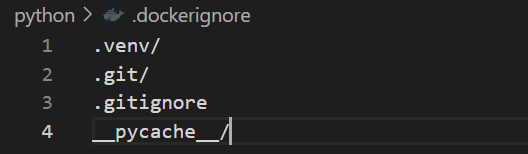 python > .dockerignore
1 .venv/
2 .git/
3 .gitignore
4 __pycache__/